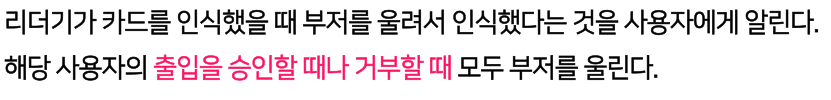 리더기가 카드를 인식했을 때 부저를 울려서 인식했다는 것을 사용자에게 알린다.
해당 사용자의 출입을 승인할 때나 거부할 때 모두 부저를 울린다.